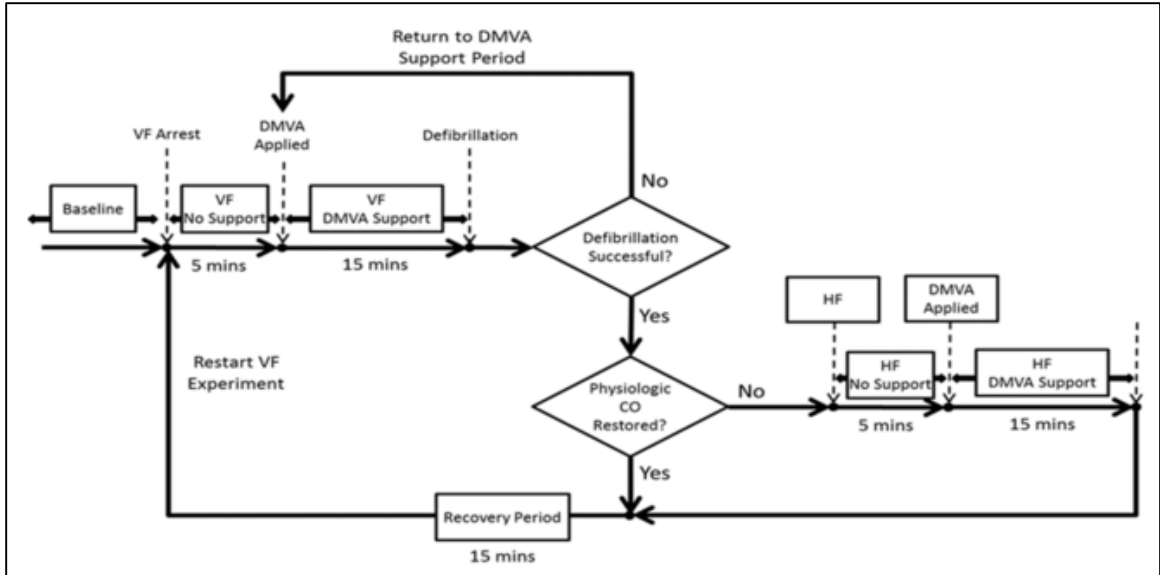 Return to DMVA
Support Period
VF Arrest
DMVA
Applied
Defibrillation
Baseline
VF
No Support
VF
DMVA Support
No
5 mins
15 mins
Defibrillation
Successful?
Yes
HF
DMVA
Applied
Restart VF
Experiment
Physiologic
CO
Restored?
No
HF
No Support
HF
DMVA Support
5 mins
15 mins
Yes
Recovery Period
15 mins